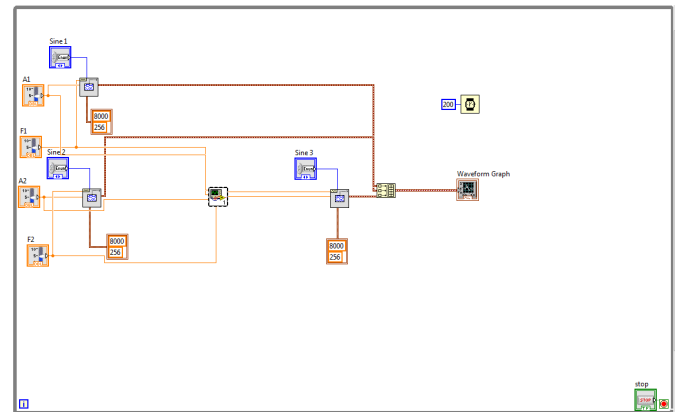 Sine 1
A1
8000
256
200
F1
Sine 2
Sine 3
Waveform Graph
A2
F2
8000
256
8000
256
stop
STOP
i